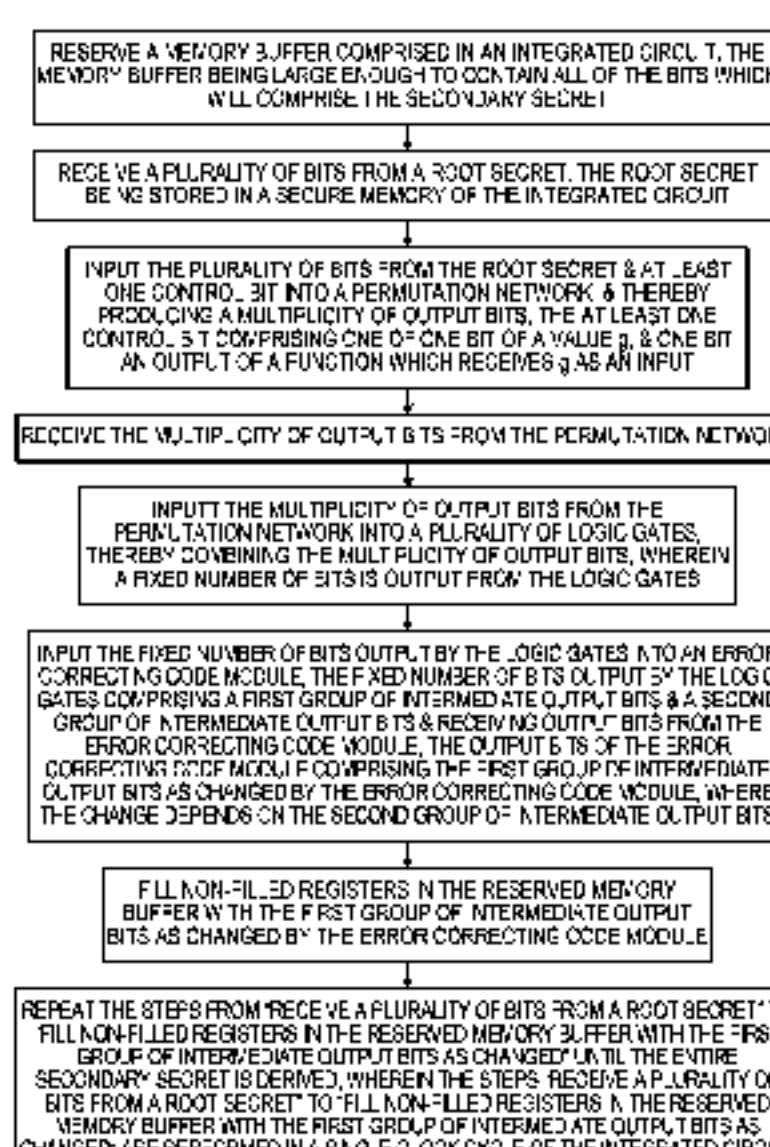 RESERVE A MEMORY BUFFER COMPRISED IN AN INTEGRATED CIRCUIT, THE
MEMORY BUFFER BEING LARGE ENOUGH TO CONTAIN ALL OF THE BITS WHICH
WILL COMPRISE THE SECONDARY SECRET
RECEIVE A PLURALITY OF BITS FROM A ROOT SECRET, THE ROOT SECRET
BEING STORED IN A SECURE MEMORY OF THE INTEGRATED CIRCUIT
INPUT THE PLURALITY OF BITS FROM THE ROOT SECRET & AT LEAST
ONE CONTROL BIT INTO A PERMUTATION NETWORK, & THEREBY
PRODUCING A MULTIPLICITY OF OUTPUT BITS, THE AT LEAST ONE
CONTROL BIT COMPRISING ONE OF ONE BIT OF A VALUE g, & ONE BIT
AN OUTPUT OF A FUNCTION WHICH RECEIVES g AS AN INPUT
RECEIVE THE MULTIPLICITY OF OUTPUT BITS FROM THE PERMUTATION NETWOR
INPUTT THE MULTIPLICITY OF OUTPUT BITS FROM THE
PERMUTATION NETWORK INTO A PLURALITY OF LOGIC GATES,
THEREBY COMBINING THE MULTIPLICITY OF OUTPUT BITS, WHEREIN
A FIXED NUMBER OF BITS IS OUTPUT FROM THE LOGIC GATES
INPUT THE FIXED NUMBER OF BITS OUTPUT BY THE LOGIC GATES INTO AN ERROR
CORRECTING CODE MODULE, THE FIXED NUMBER OF BITS OUTPUT BY THE LOGIC
GATES COMPRISING A FIRST GROUP OF INTERMEDIATE OUTPUT BITS & A SECOND
GROUP OF INTERMEDIATE OUTPUT BITS & RECEIVING OUTPUT BITS FROM THE
ERROR CORRECTING CODE MODULE, THE OUTPUT BITS OF THE ERROR
CORRECTING CODE MODULE COMPRISING THE FIRST GROUP OF INTERMEDIATE
OUTPUT BITS AS CHANGED BY THE ERROR CORRECTING CODE MODULE, WHERE
THE CHANGE DEPENDS ON THE SECOND GROUP OF INTERMEDIATE OUTPUT BITS
FILL NON-FILLED REGISTERS IN THE RESERVED MEMORY
BUFFER WITH THE FIRST GROUP OF INTERMEDIATE OUTPUT
BITS AS CHANGED BY THE ERROR CORRECTING CODE MODULE
REPEAT THE STEPS FROM "RECEIVE A PLURALITY OF BITS FROM A ROOT SECRET"
"FILL NON-FILLED REGISTERS IN THE RESERVED MEMORY BUFFER WITH THE FIRS
GROUP OF INTERMEDIATE OUTPUT BITS AS CHANGED" UNTIL THE ENTIRE
SECONDARY SECRET IS DERIVED, WHEREIN THE STEPS "RECEIVE A PLURALITY OF
BITS FROM A ROOT SECRET" TO "FILL NON-FILLED REGISTERS IN THE RESERVED
MEMORY BUFFER WITH THE FIRST GROUP OF INTERMEDIATE OUTPUT BITS AS